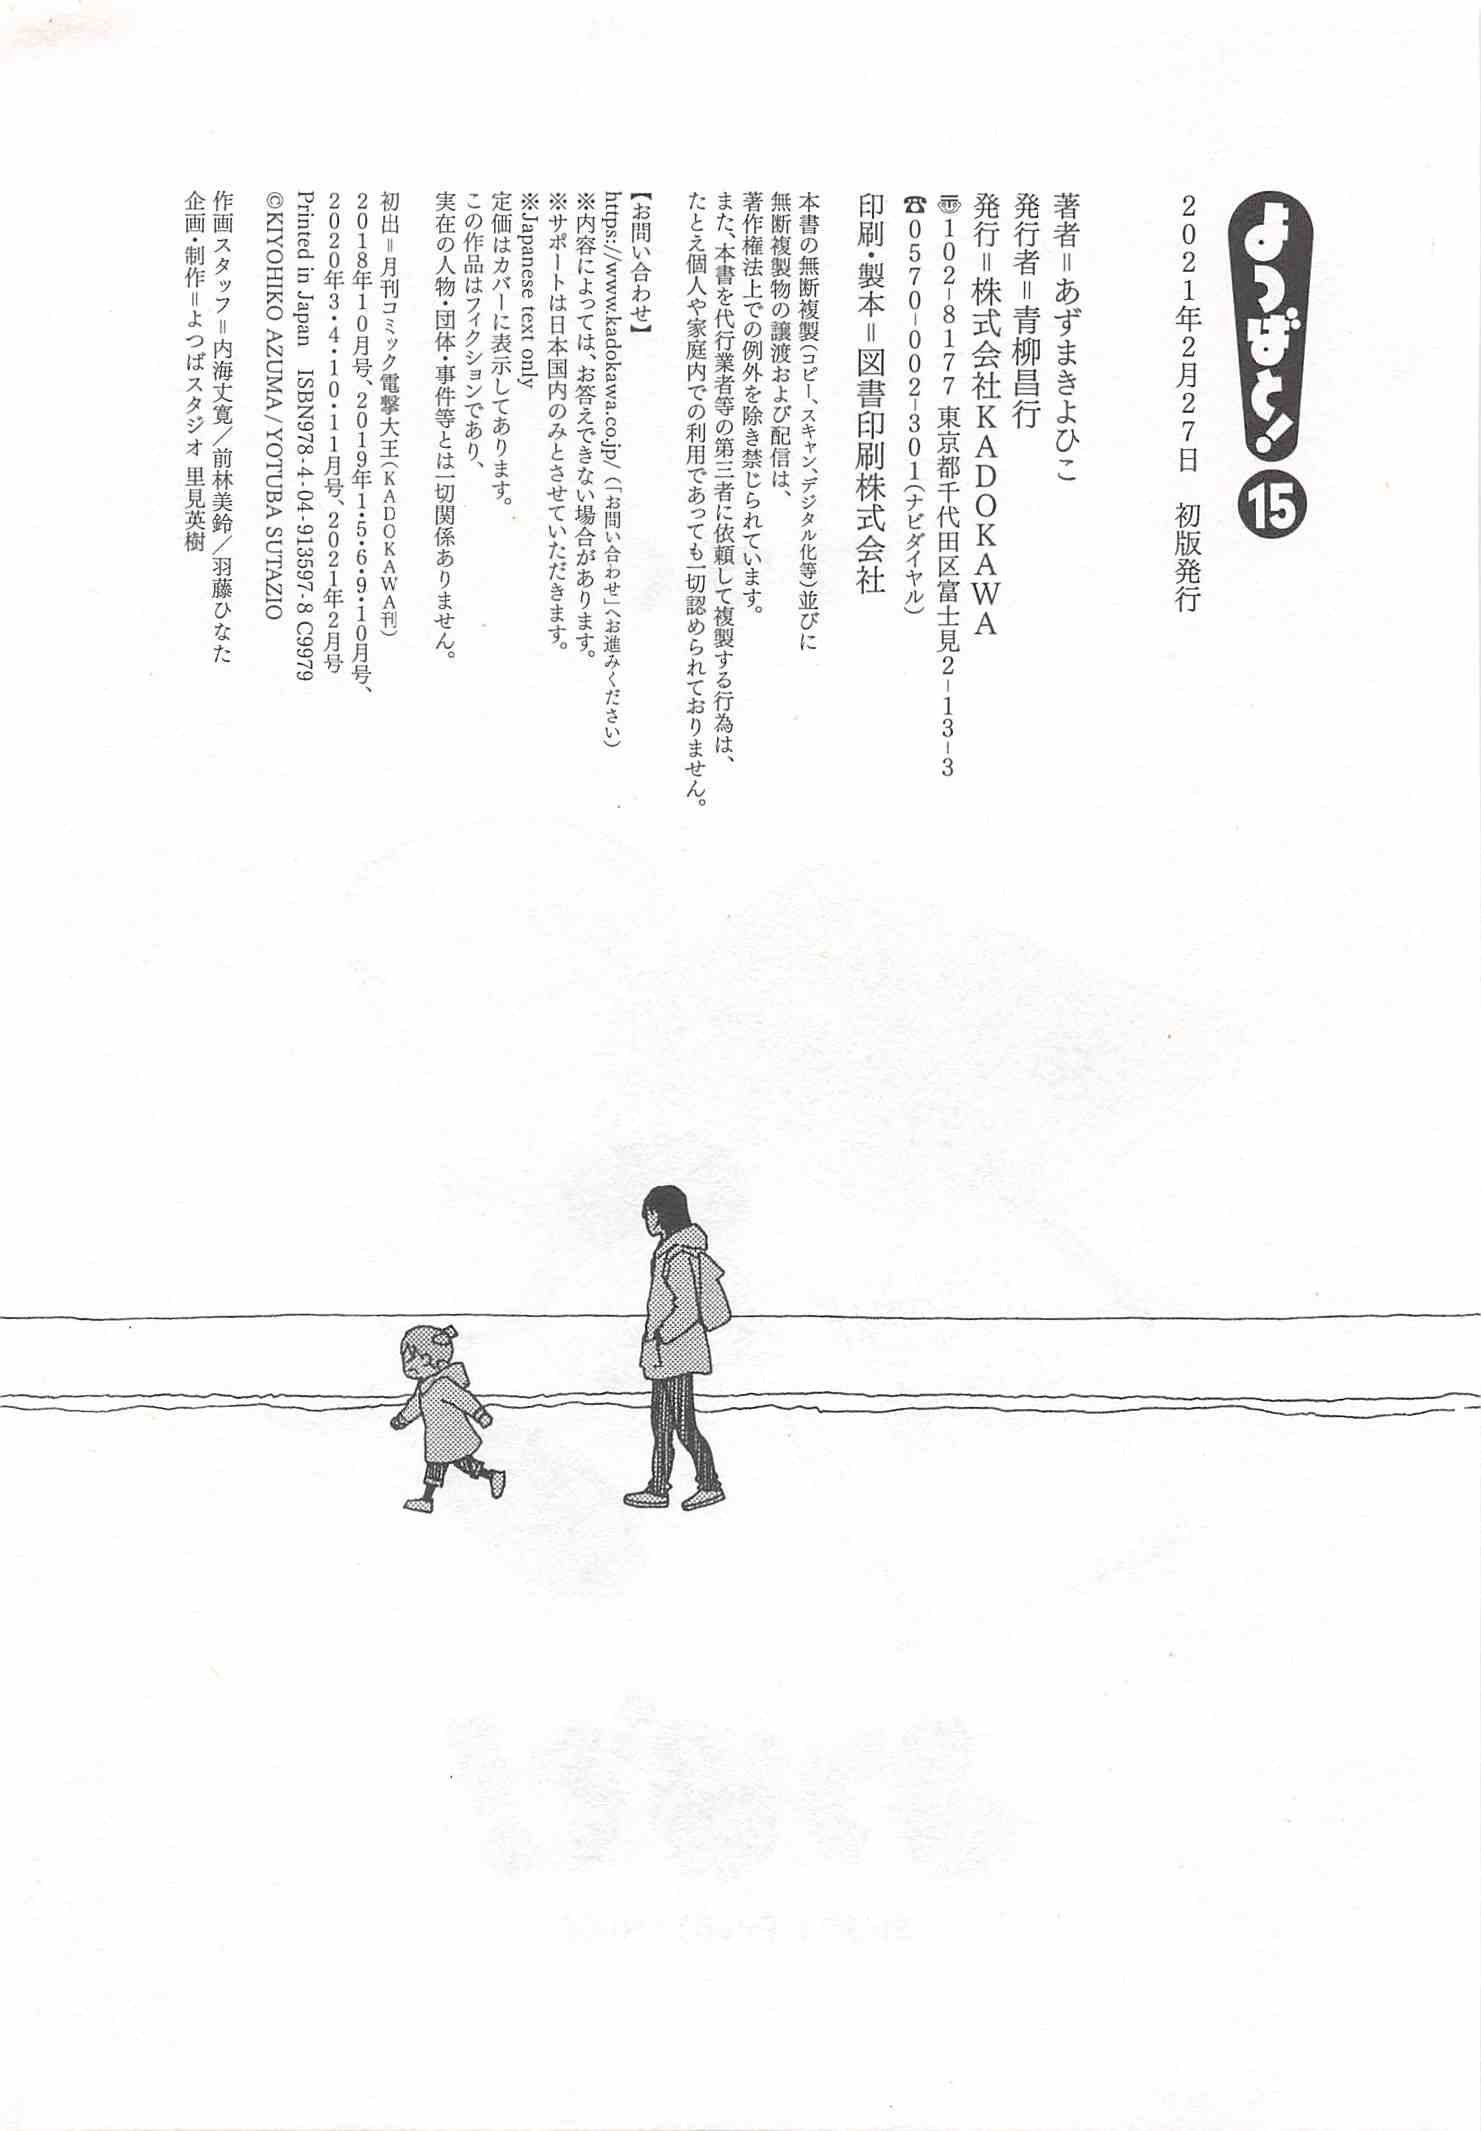 よつばと!
15
2021年2月27日　初版発行
著者＝あずまきよひこ
発行者＝青柳昌行
発行＝株式会社KADOKAWA
〠102-8177 東京都千代田区富士見2-13-3
☎0570-002-301（ナビダイヤル）
印刷・製本＝図書印刷株式会社
本書の無断複製（コピー、スキャン、デジタル化等）並びに
無断複製物の譲渡および配信は、
著作権法上での例外を除き禁じられています。
また、本書を代行業者等の第三者に依頼して複製する行為は、
たとえ個人や家庭内での利用であっても一切認められておりません。
【お問い合わせ】
https://www.kadokawa.co.jp/（「お問い合わせ」へお進みください）
※内容によっては、お答えできない場合があります。
※サポートは日本国内のみとさせていただきます。
※Japanese text only
定価はカバーに表示してあります。
この作品はフィクションであり、
実在の人物・団体・事件等とは一切関係ありません。
初出＝月刊コミック電撃大王（KADOKAWA刊）
2018年10月号、2019年1・5・6・9・10月号、
2020年3・4・10・11月号、2021年2月号
Printed in Japan　ISBN978-4-04-913597-8 C9979
©KIYOHIKO AZUMA/YOTUBA SUTAZIO
作画スタッフ＝内海丈寛／前林美鈴／羽藤ひなた
企画・制作＝よつばスタジオ 里見英樹